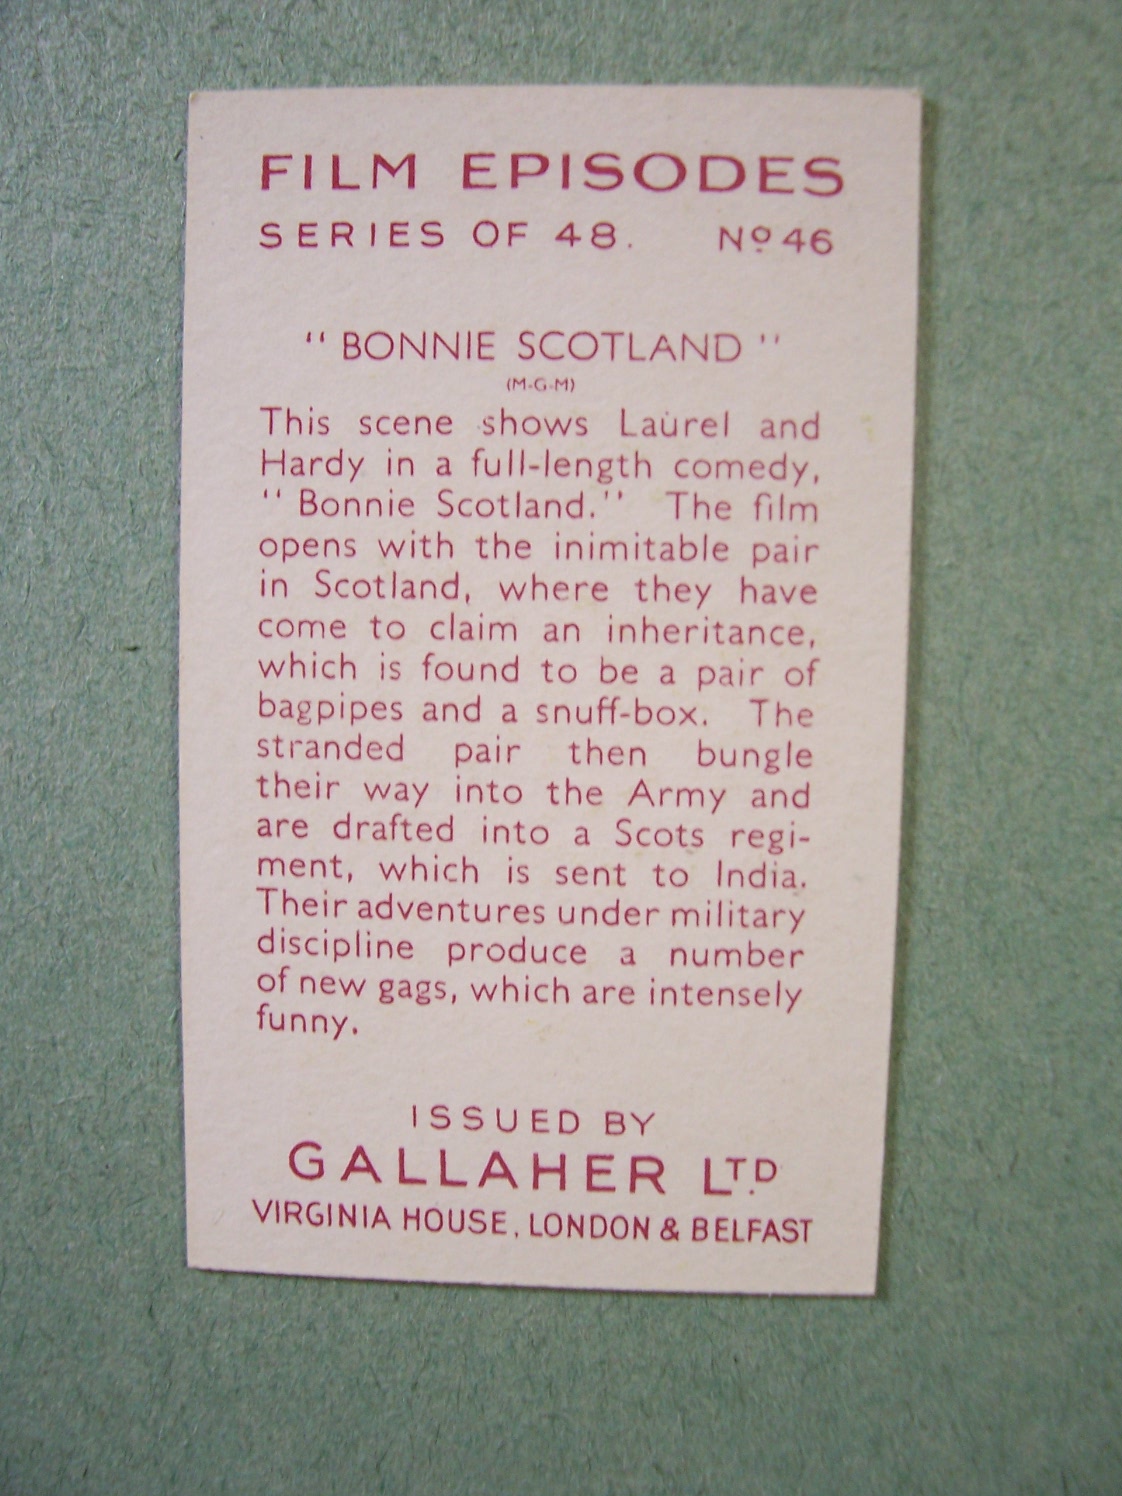 FILM EPISODES
SERIES OF 48. Nº 46
"BONNIE SCOTLAND"
(M-G-M)
This scene shows Laurel and
Hardy in a full-length comedy,
"Bonnie Scotland." The film
opens with the inimitable pair
in Scotland, where they have
come to claim an inheritance,
which is found to be a pair of
bagpipes and a snuff-box. The
stranded pair then bungle
their way into the Army and
are drafted into a Scots regi-
ment, which is sent to India.
Their adventures under military
discipline produce a number
of new gags, which are intensely
funny.
ISSUED BY
GALLAHER LTD.
VIRGINIA HOUSE, LONDON & BELFAST